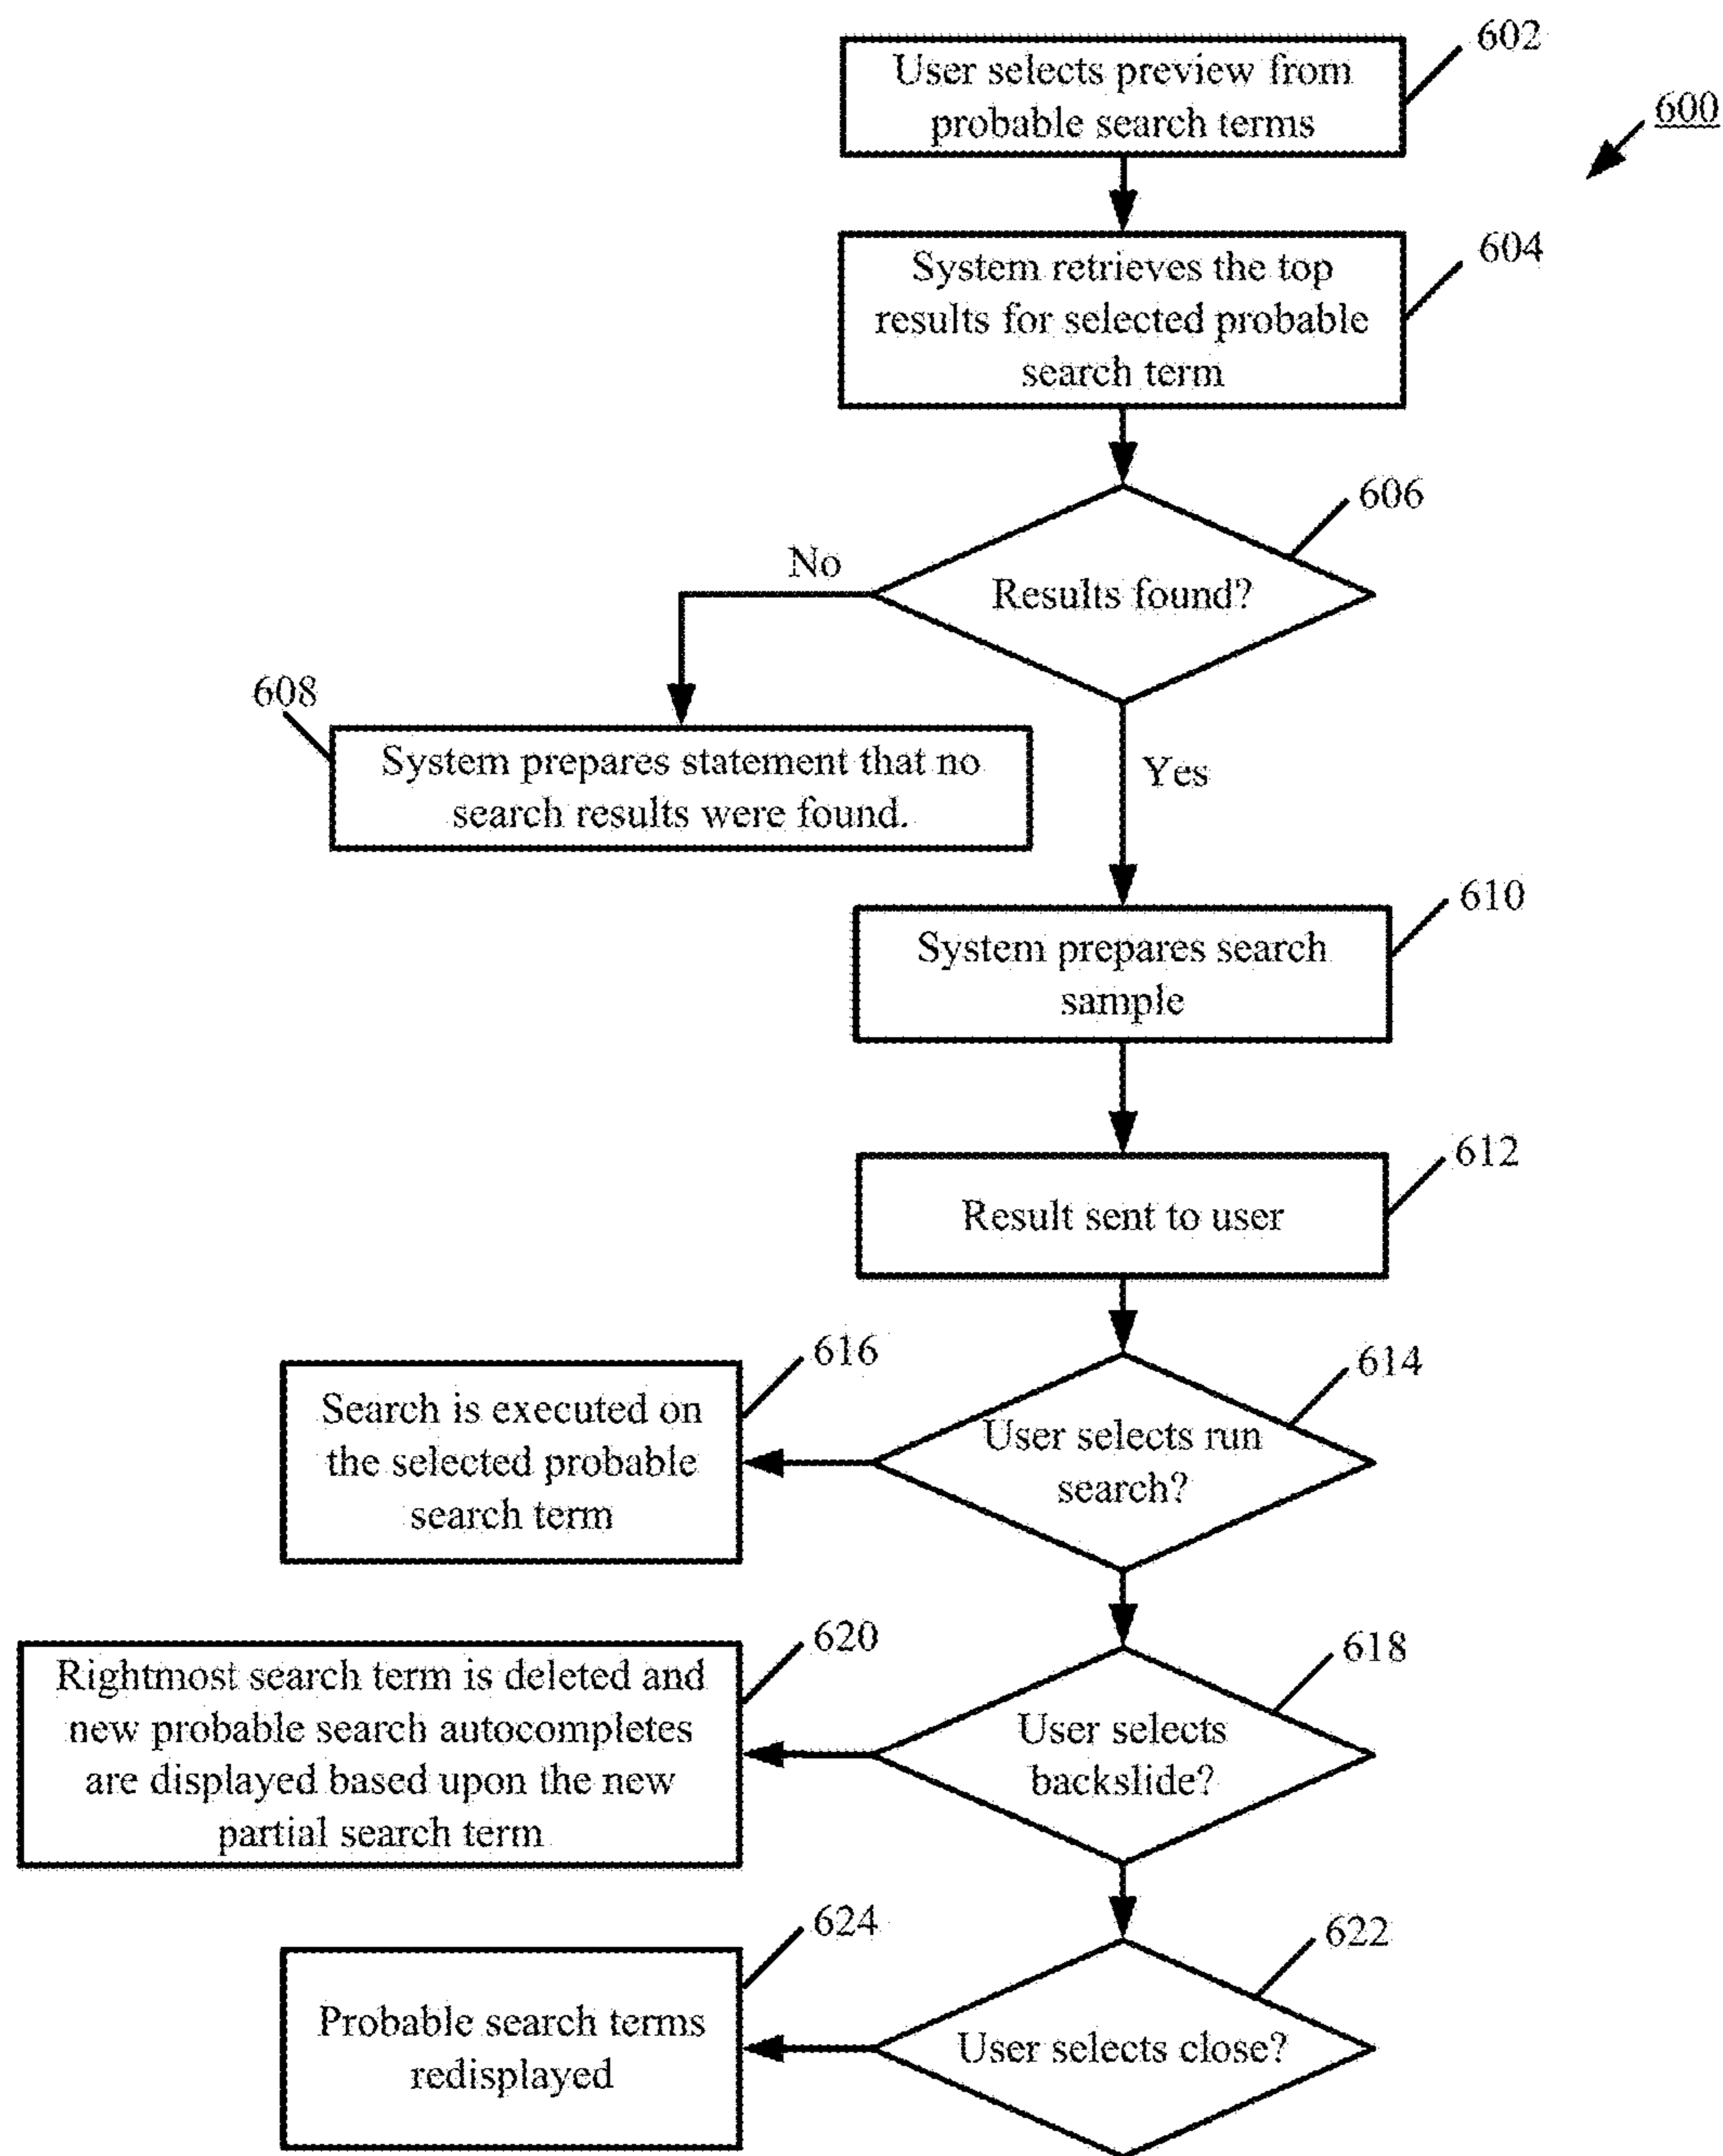 602
User selects preview from
probable search terms
600
604
System retrieves the top
results for selected probable
search term
606
Results found?
No
608
System prepares statement that no
search results were found.
Yes
610
System prepares search
sample
612
Result sent to user
614
User selects run
search?
616
Search is executed on
the selected probable
search term
618
User selects
backslide?
620
Rightmost search term is deleted and
new probable search autocompletes
are displayed based upon the new
partial search term
622
User selects close?
624
Probable search terms
redisplayed